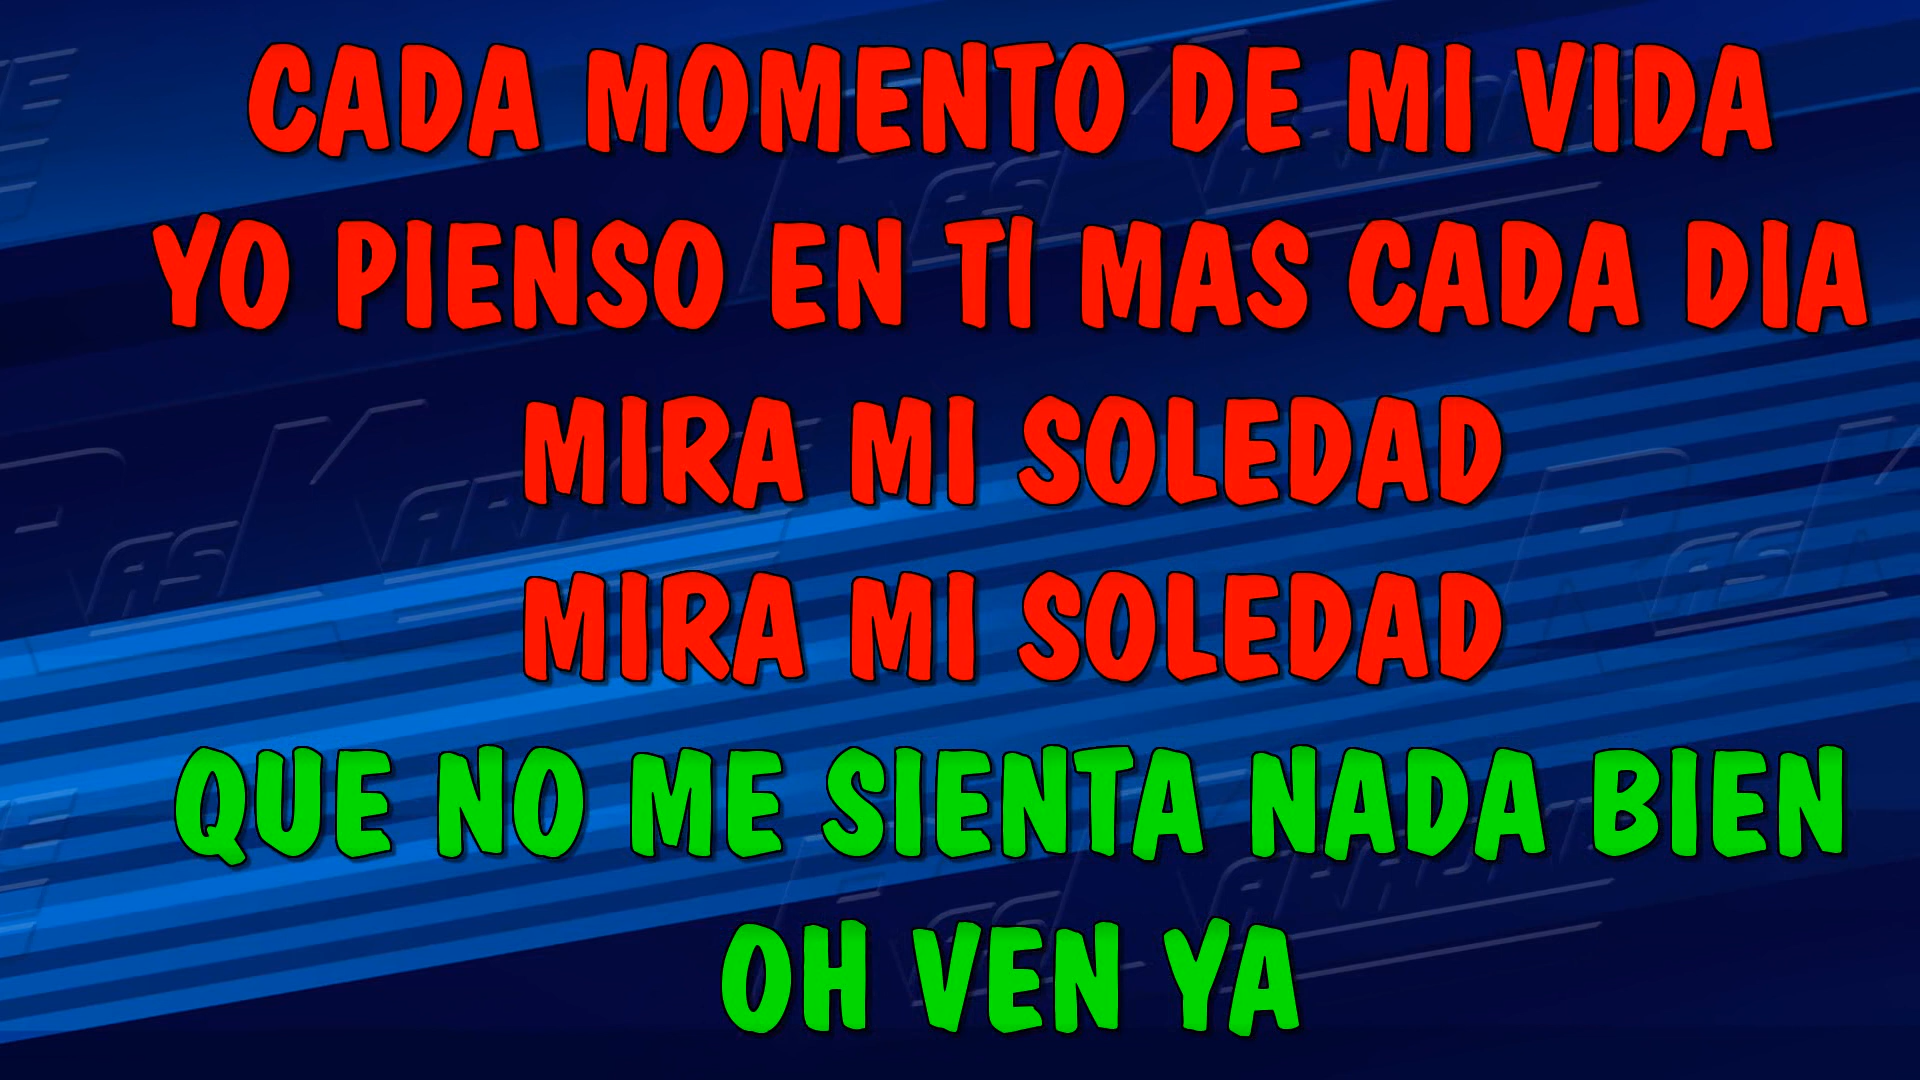 CADA MOMENTO DE MI VIDA
YO PIENSO EN TI MAS CADA DIA
MIRA MI SOLEDAD
MIRA MI SOLEDAD
QUE NO ME SIENTA NADA BIEN
OH VEN YA